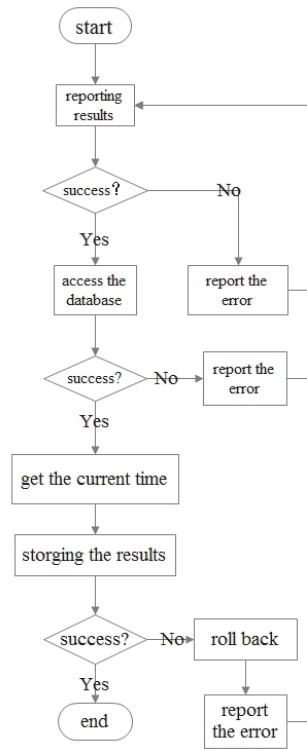 start
reporting
results
success?
No
Yes
access the
database
report the
error
success?
No
report the
error
Yes
get the current time
storging the results
success?
No
roll back
Yes
end
report
the error